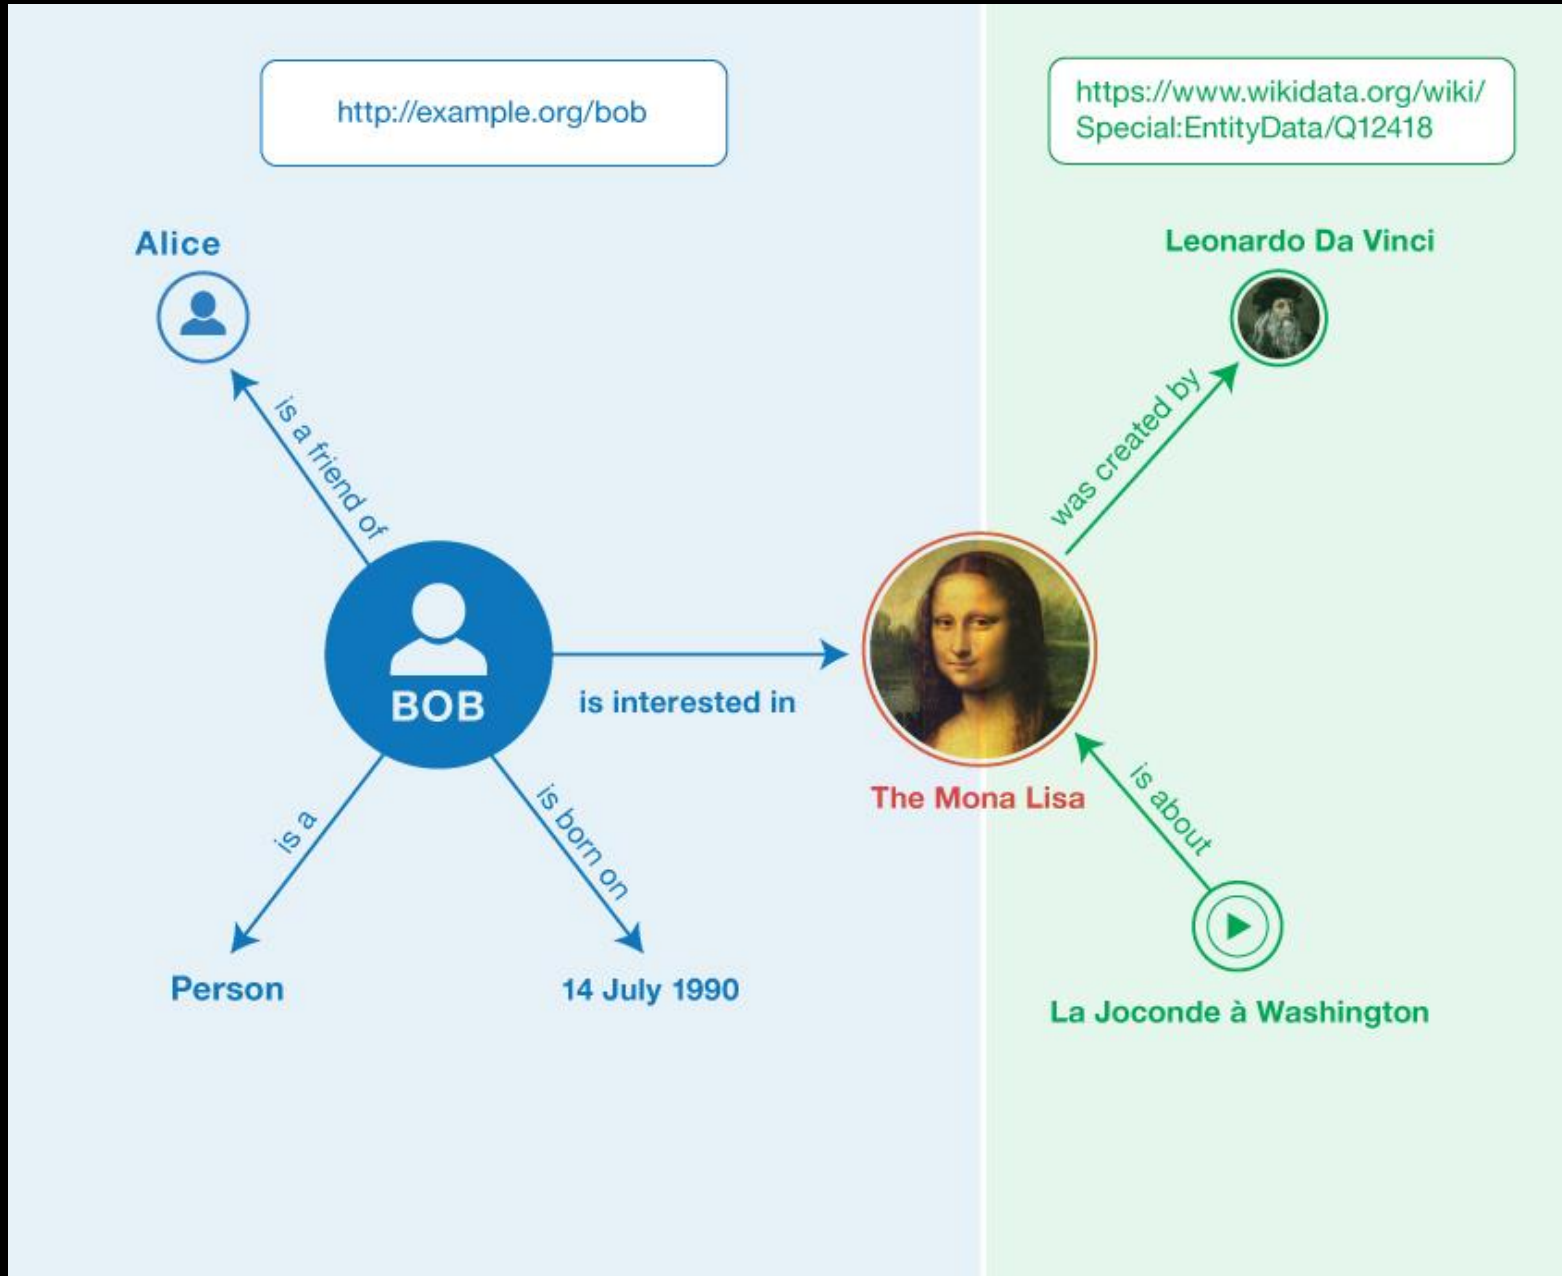 http://example.org/bob
https://www.wikidata.org/wiki/
Special:EntityData/Q12418
Alice
Leonardo Da Vinci
is a friend of
was created by
BOB
is interested in
The Mona Lisa
is a
is born on
is about
Person
14 July 1990
La Joconde à Washington